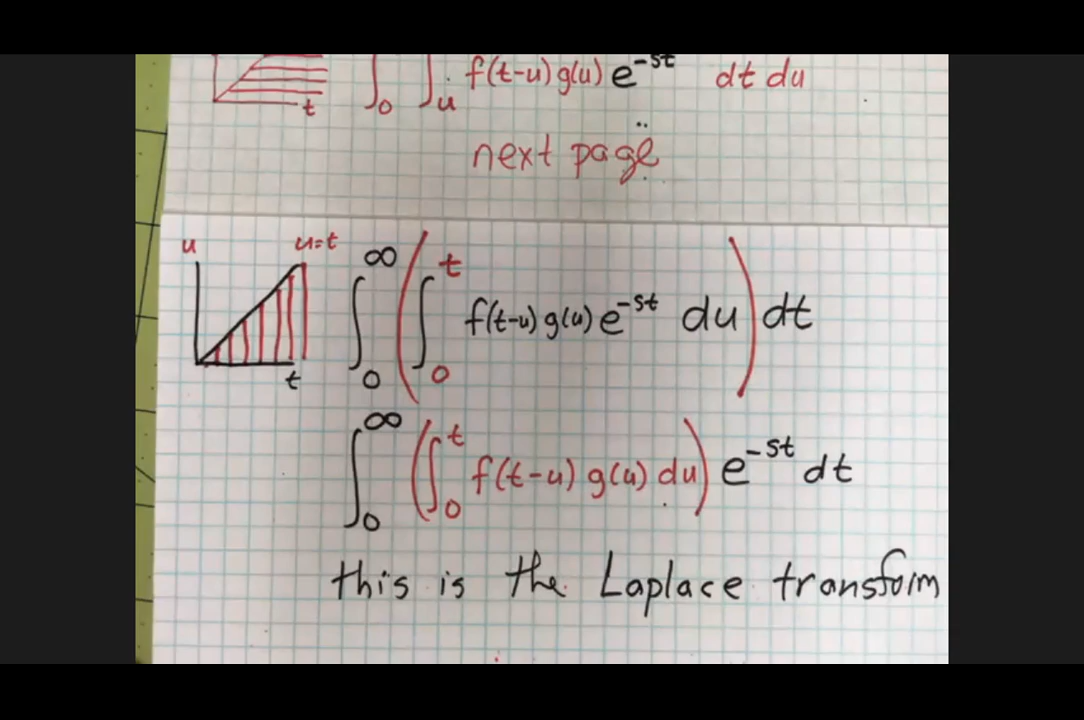 t ∫₀ ∫ᵤ f(t-u) g(u) e^-st dt du
next page
u u=t t ∫₀^∞ (∫₀^t f(t-u) g(u) e^-st du) dt
∫₀^∞ (∫₀^t f(t-u) g(u) du) e^-st dt
this is the Laplace transform